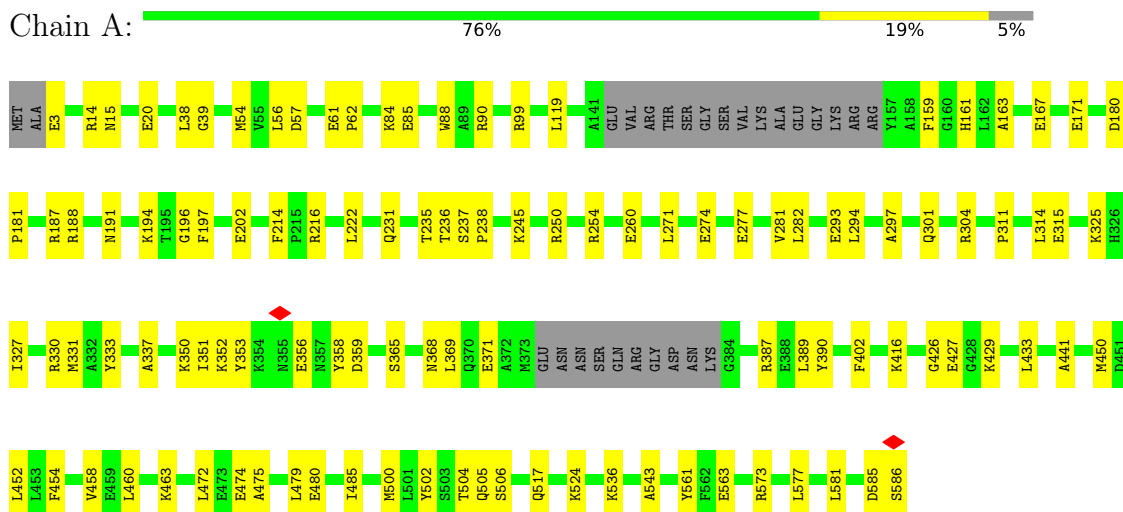 Chain A:
76% 19% 5%
MET ALA E3 R14 N15 E20 L38 G39 M54 V55 L56 D57 E61 P62 K84 E85 W88 A89 R90 R99 L119 A141 GLU VAL ARG THR SER GLY SER VAL LYS ALA GLU GLY LYS ARG ARG Y157 A158 F159 G160 H161 L162 A163 E167 E171 D180
P181 R187 R188 N191 K194 T195 G196 F197 E202 F214 P215 R216 L222 Q231 T235 T236 S237 P238 K245 R250 R254 E260 L271 E274 E277 V281 L282 E293 L294 A297 Q301 R304 P311 L314 E315 K325 H326
I327 R330 M331 A332 Y333 A337 K350 I351 K352 Y353 K354 N355 E356 N357 Y358 D359 S365 N368 L369 Q370 E371 A372 M373 GLU ASN ASN SER GLN ARG GLY ASP ASN LYS G384 R387 E388 L389 Y390 F402 K416 G426 E427 G428 K429 L433 A441 M450 D451
L452 L453 F454 V458 E459 L460 K463 L472 E473 E474 A475 L479 E480 I485 M500 L501 Y502 S503 T504 Q505 S506 Q517 K524 K536 A543 Y561 F562 E563 R573 L577 L581 D585 S586